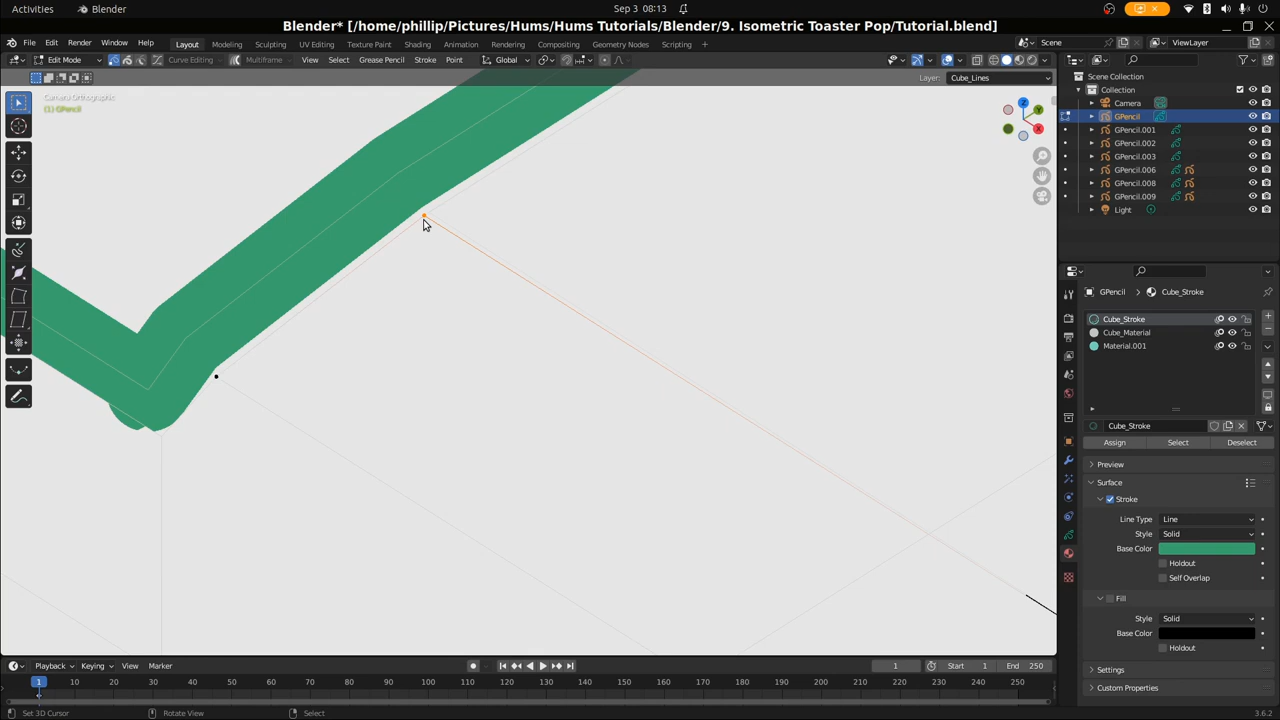 Activities Blender Sep 3 08:13
Blender* [/home/phillip/Pictures/Hums/Hums Tutorials/Blender/9. Isometric Toaster Pop/Tutorial.blend]
File Edit Render Window Help Layout Modeling Sculpting UV Editing Texture Paint Shading Animation Rendering Compositing Geometry Nodes Scripting + Scene ViewLayer
Edit Mode Curve Editing Multiframe View Select Grease Pencil Stroke Point Global
Layer: Cube_Lines
Camera Orthographic
(1) GPencil
Z
Y
X
Scene Collection
Collection
Camera
GPencil
GPencil.001
GPencil.002
GPencil.003
GPencil.006
GPencil.008
GPencil.009
Light
GPencil > Cube_Stroke
Cube_Stroke
Cube_Material
Material.001
Cube_Stroke
Assign Select Deselect
Preview
Surface
Stroke
Line Type Line
Style Solid
Base Color
Holdout
Self Overlap
Fill
Style Solid
Base Color
Holdout
Settings
Custom Properties
Playback Keying View Marker 1 Start 1 End 250
1 10 20 30 40 50 60 70 80 90 100 110 120 130 140 150 160 170 180 190 200 210 220 230 240 250
Set 3D Cursor Rotate View Select 3.6.2